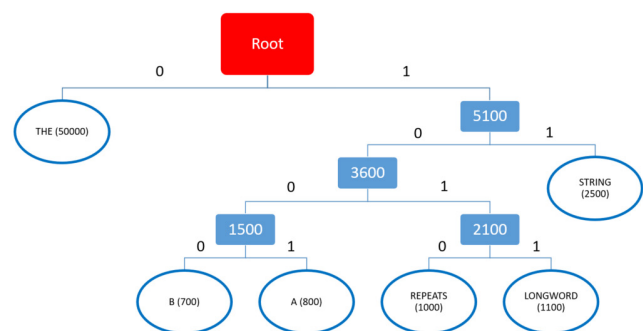 Root
0
1
THE (50000)
5100
0
1
3600
STRING
(2500)
0
1
1500
2100
0
1
0
1
B (700)
A (800)
REPEATS
(1000)
LONGWORD
(1100)